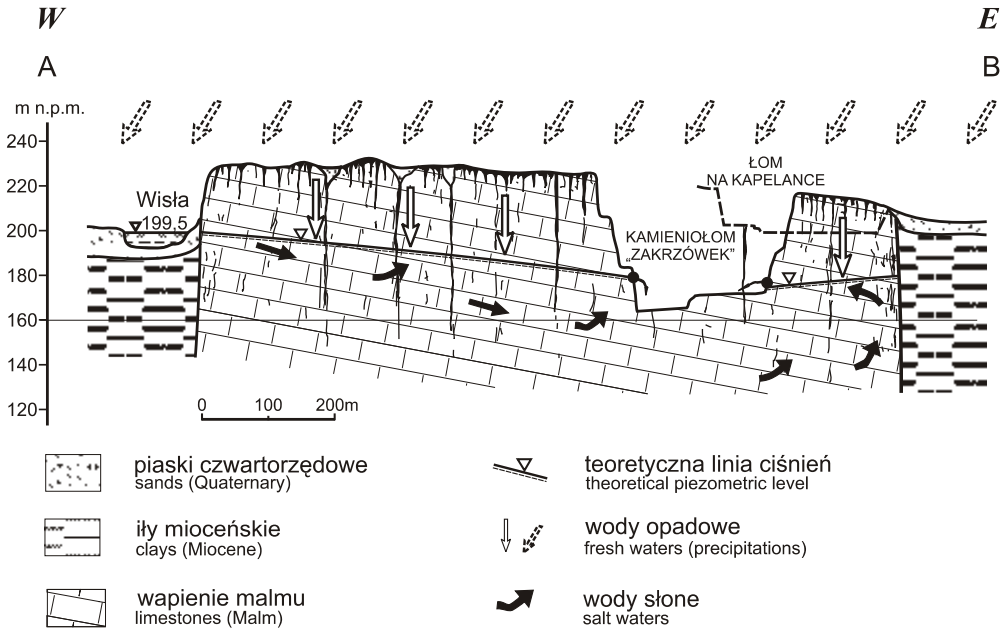 W
E
A
B
m n.p.m.
240
220
200
180
160
140
120
Wisła
199,5
ŁOM
NA KAPELANCE
KAMIENIOŁOM
„ZAKRZÓWEK”
0 100 200m
piaski czwartorzędowe
sands (Quaternary)
iły mioceńskie
clays (Miocene)
wapienie malmu
limestones (Malm)
teoretyczna linia ciśnień
theoretical piezometric level
wody opadowe
fresh waters (precipitations)
wody słone
salt waters